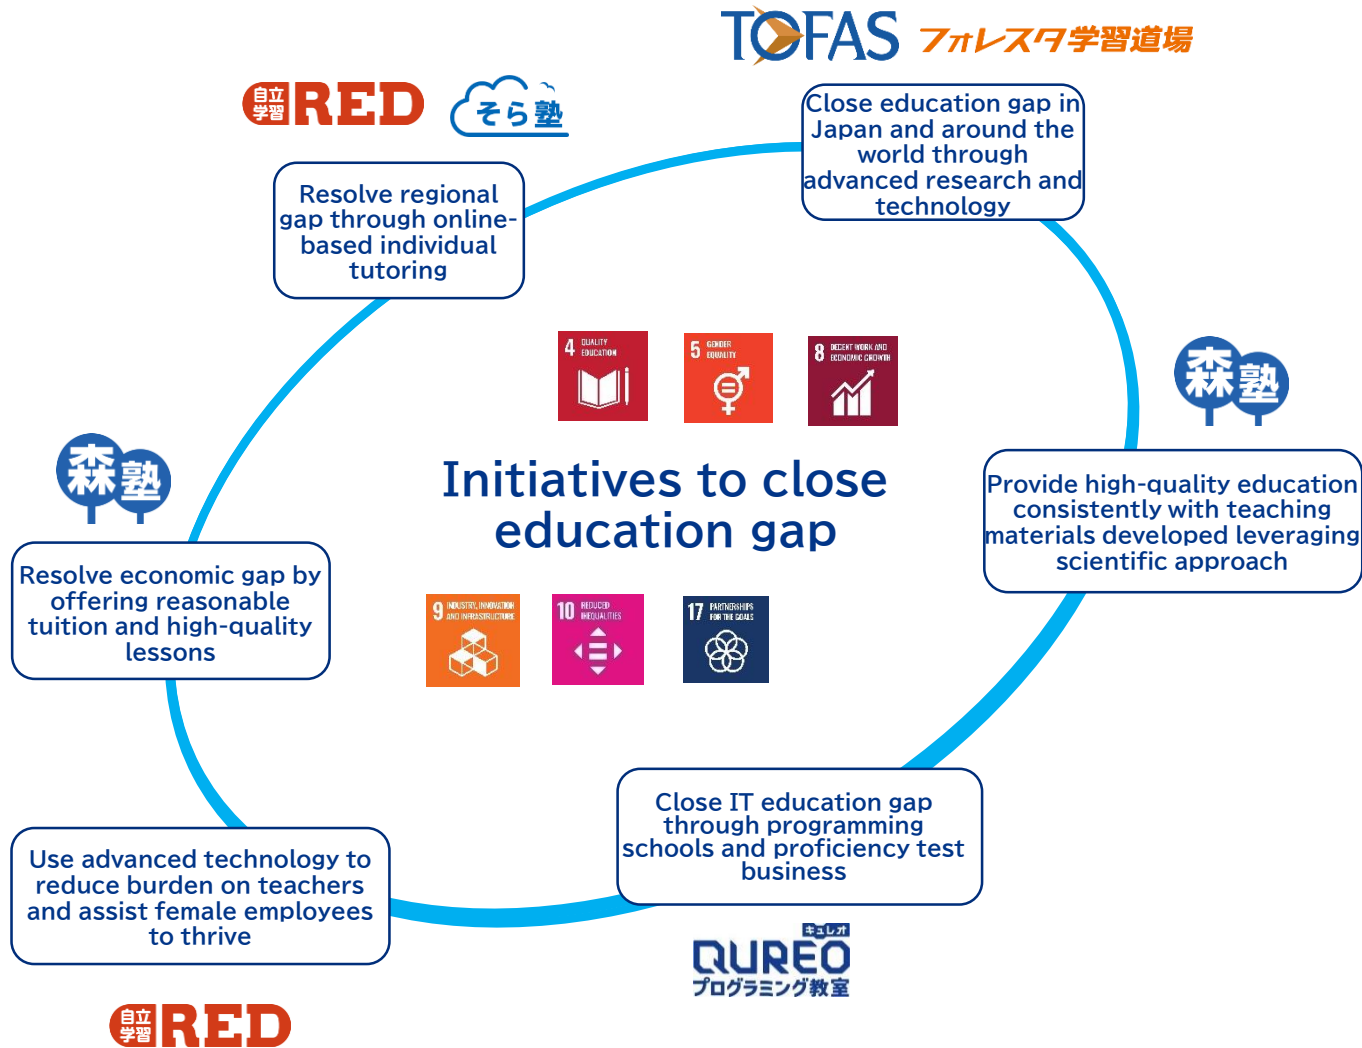 TOFAS フォレスタ学習道場
自立
学習 RED
そら塾
Close education gap in
Japan and around the
world through
advanced research and
technology
Resolve regional
gap through online-
based individual
tutoring
4 QUALITY
EDUCATION
5 GENDER
EQUALITY
8 DECENT WORK AND
ECONOMIC GROWTH
森塾
森塾
Initiatives to close
education gap
Provide high-quality education
consistently with teaching
materials developed leveraging
scientific approach
Resolve economic gap by
offering reasonable
tuition and high-quality
lessons
9 INDUSTRY, INNOVATION
AND INFRASTRUCTURE
10 REDUCED
INEQUALITIES
17 PARTNERSHIPS
FOR THE GOALS
Close IT education gap
through programming
schools and proficiency test
business
Use advanced technology to
reduce burden on teachers
and assist female employees
to thrive
キュレオ
QUREO
プログラミング教室
自立
学習 RED